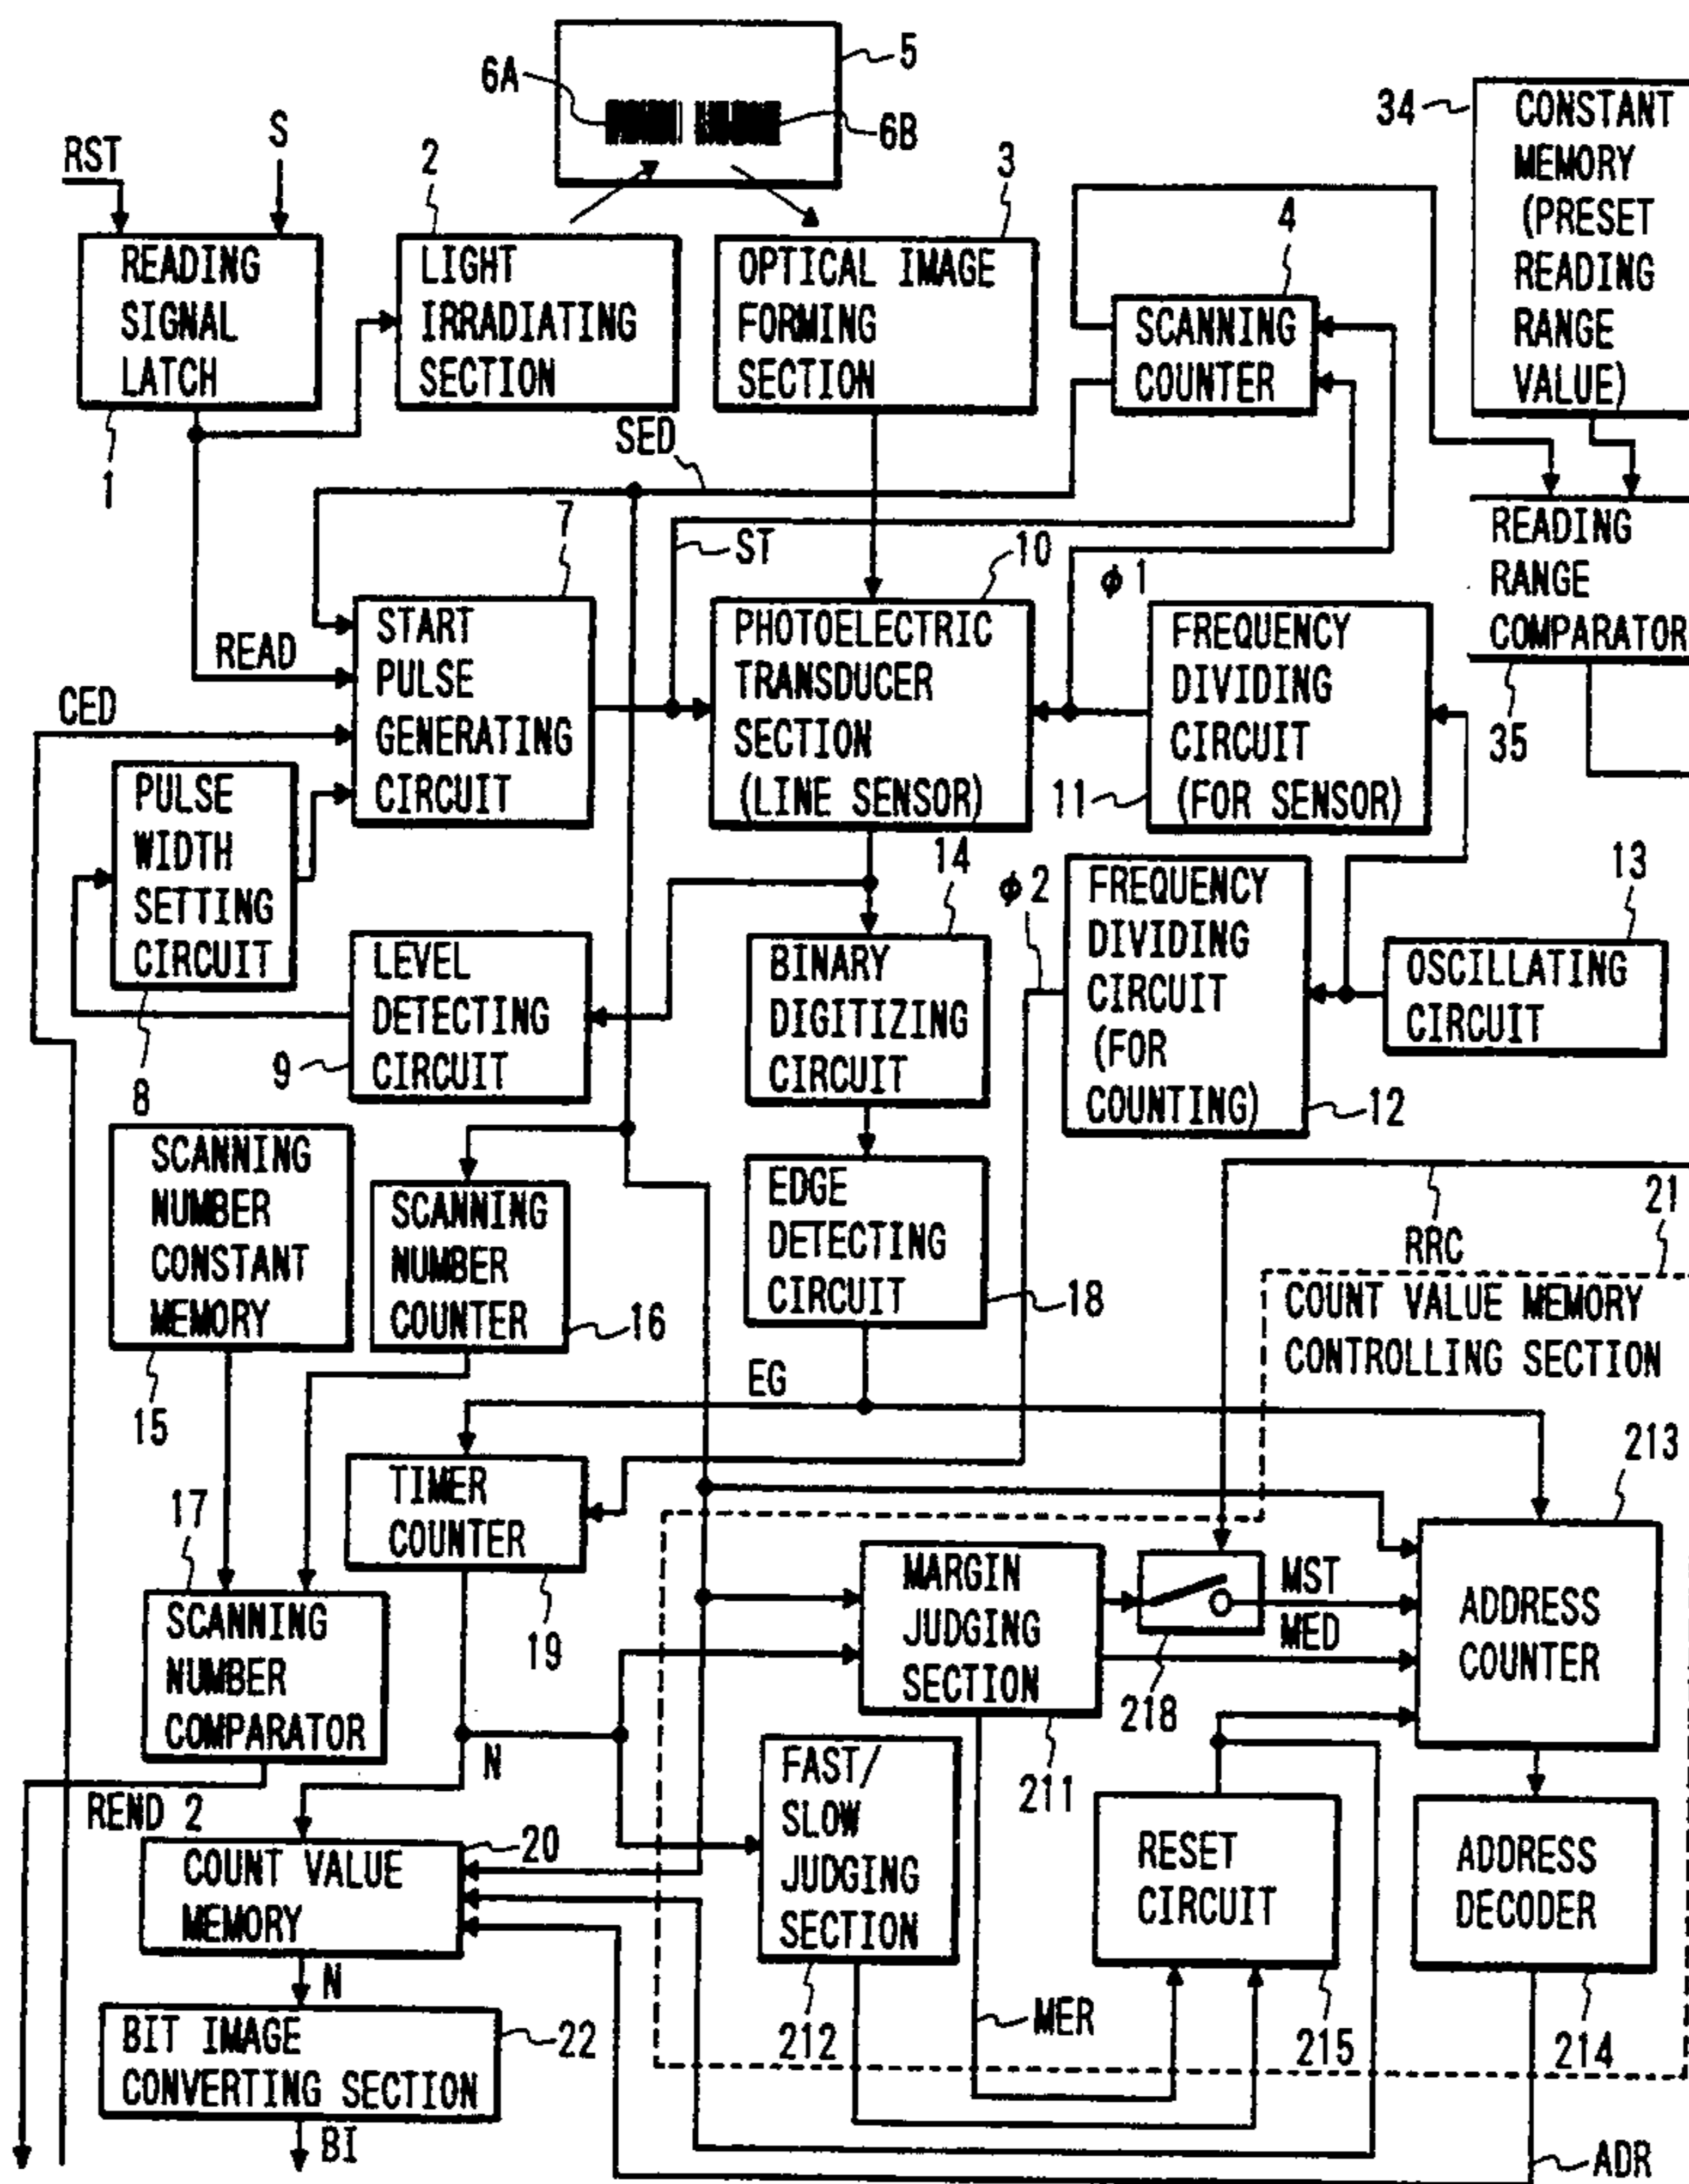 5
6A
6B
34
CONSTANT
MEMORY
(PRESET
READING
RANGE
VALUE)
RST
S
2
3
4
READING
SIGNAL
LATCH
LIGHT
IRRADIATING
SECTION
OPTICAL IMAGE
FORMING
SECTION
SCANNING
COUNTER
1
SED
7
ST
10
φ1
READING
RANGE
COMPARATOR
35
READ
CED
START
PULSE
GENERATING
CIRCUIT
PHOTOELECTRIC
TRANSDUCER
SECTION
(LINE SENSOR)
FREQUENCY
DIVIDING
CIRCUIT
(FOR SENSOR)
11
PULSE
WIDTH
SETTING
CIRCUIT
8
14
φ2
13
LEVEL
DETECTING
CIRCUIT
9
BINARY
DIGITIZING
CIRCUIT
FREQUENCY
DIVIDING
CIRCUIT
(FOR
COUNTING)
12
OSCILLATING
CIRCUIT
SCANNING
NUMBER
CONSTANT
MEMORY
15
SCANNING
NUMBER
COUNTER
16
EDGE
DETECTING
CIRCUIT
18
RRC
21
COUNT VALUE MEMORY
CONTROLLING SECTION
EG
213
17
TIMER
COUNTER
19
SCANNING
NUMBER
COMPARATOR
MARGIN
JUDGING
SECTION
211
218
MST
MED
ADDRESS
COUNTER
N
REND 2
20
COUNT VALUE
MEMORY
FAST/
SLOW
JUDGING
SECTION
212
RESET
CIRCUIT
215
ADDRESS
DECODER
214
N
MER
BIT IMAGE
CONVERTING SECTION
22
BI
ADR